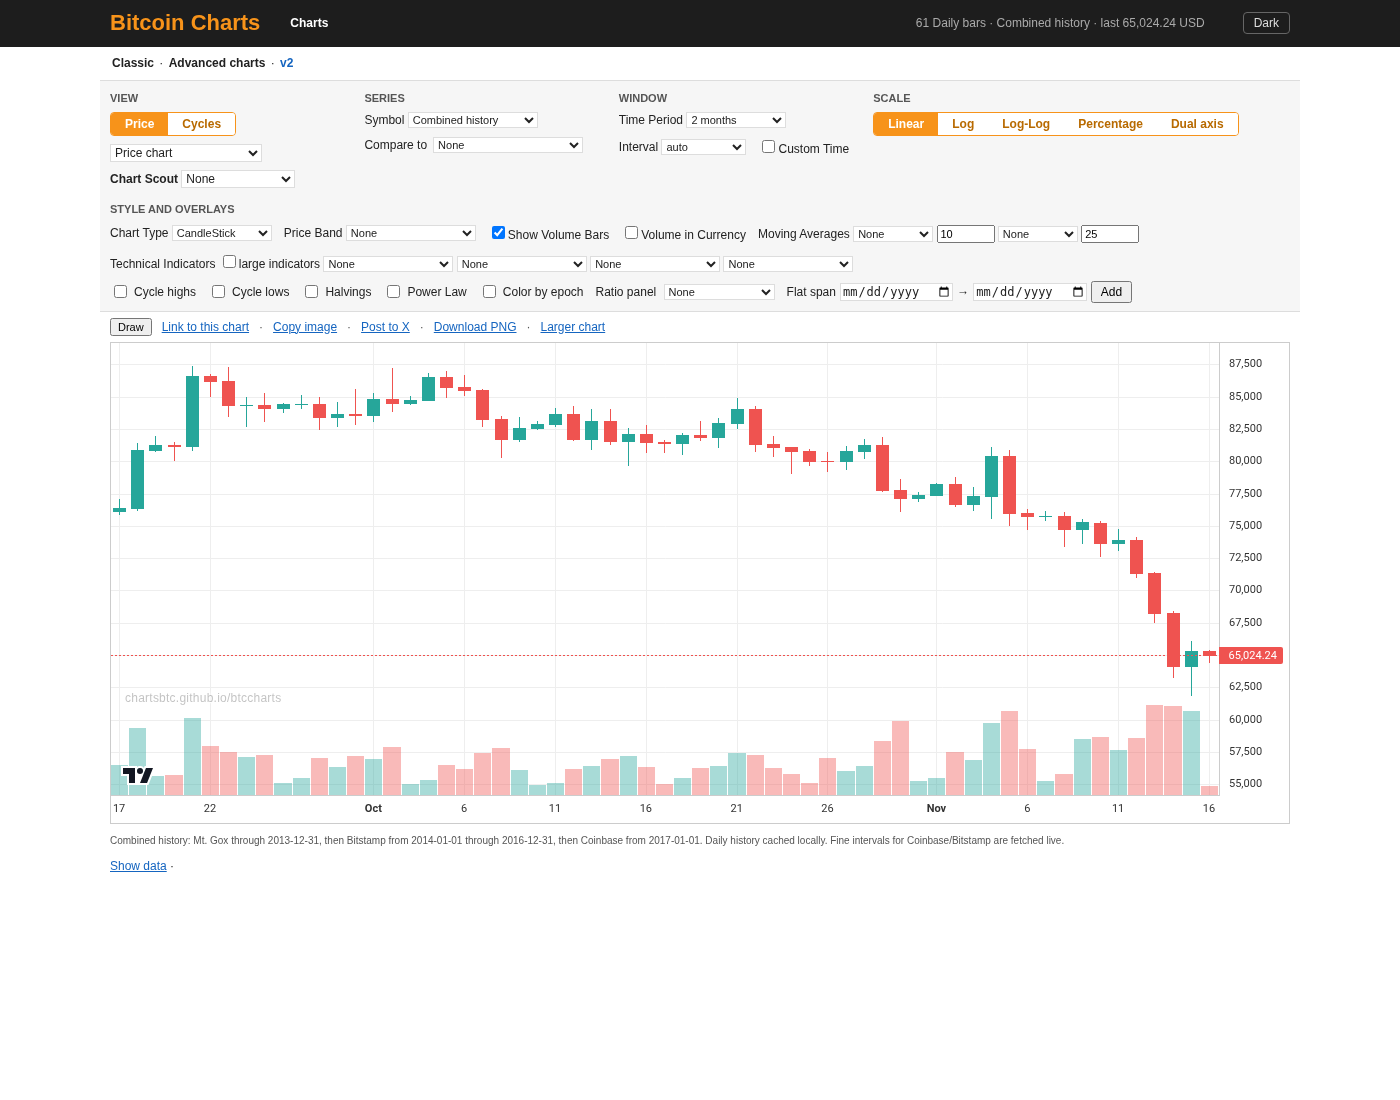 Bitcoin Charts Charts 61 Daily bars · Combined history · last 65,024.24 USD Dark
Classic · Advanced charts · v2
VIEW SERIES WINDOW SCALE
Price Cycles Symbol Combined history Time Period 2 months Linear Log Log-Log Percentage Dual axis
Price chart Compare to None Interval auto Custom Time
Chart Scout None
STYLE AND OVERLAYS
Chart Type CandleStick Price Band None Show Volume Bars Volume in Currency Moving Averages None 10 None 25
Technical Indicators large indicators None None None None
Cycle highs Cycle lows Halvings Power Law Color by epoch Ratio panel None Flat span mm/dd/yyyy → mm/dd/yyyy Add
Draw Link to this chart · Copy image · Post to X · Download PNG · Larger chart
87,500
85,000
82,500
80,000
77,500
75,000
72,500
70,000
67,500
65,024.24
62,500
chartsbtc.github.io/btccharts
60,000
57,500
55,000
17 22 Oct 6 11 16 21 26 Nov 6 11 16
Combined history: Mt. Gox through 2013-12-31, then Bitstamp from 2014-01-01 through 2016-12-31, then Coinbase from 2017-01-01. Daily history cached locally. Fine intervals for Coinbase/Bitstamp are fetched live.
Show data ·